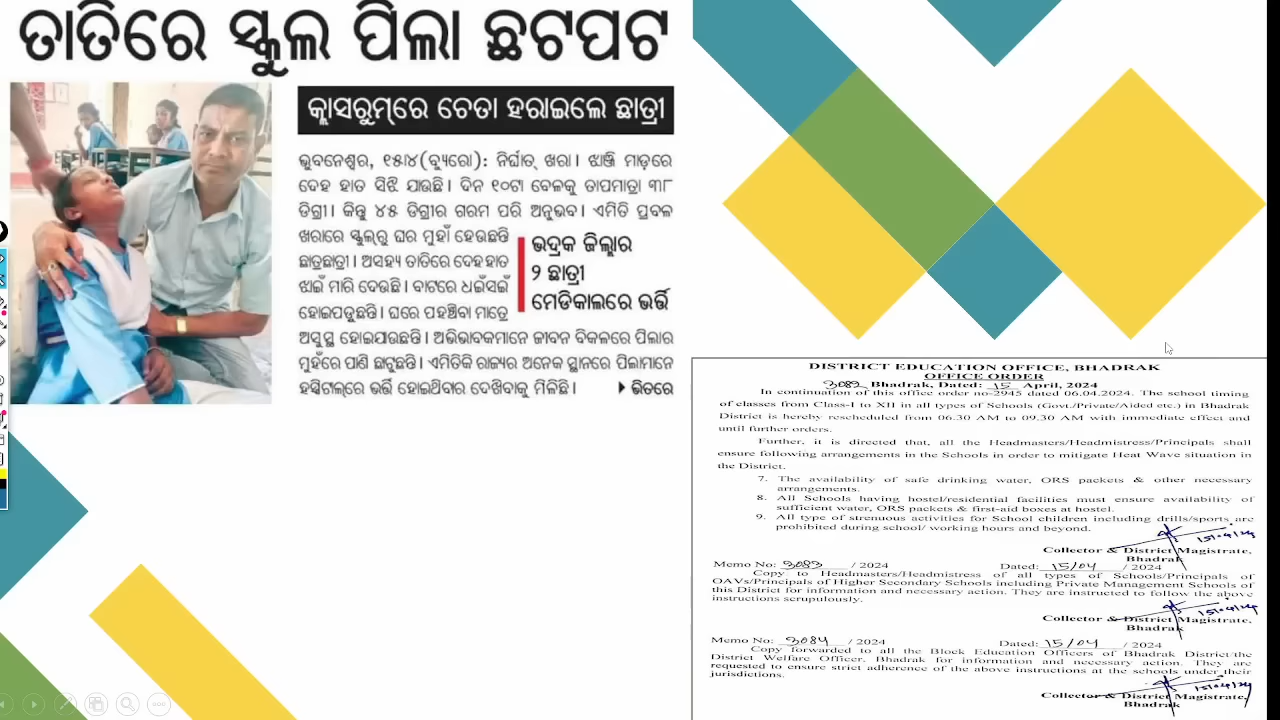 ତାତିରେ ସ୍କୁଲ ପିଲା ଛଟପଟ
କ୍ଲାସରୁମ୍‌ରେ ଚେତା ହରାଇଲେ ଛାତ୍ରୀ
ଭୁବନେଶ୍ୱର, ୧୫।୪(ବ୍ୟୁରୋ): ନିର୍ଘାତ୍ ଖରା। ଝାଞ୍ଜି ମାଡ଼ରେ
ଦେହ ହାତ ସିଝି ଯାଉଛି। ଦିନ ୧୦ଟା ବେଳକୁ ତାପମାତ୍ରା ୩୮
ଡିଗ୍ରୀ। କିନ୍ତୁ ୪୫ ଡିଗ୍ରୀର ଗରମ ପରି ଅନୁଭବ। ଏମିତି ପ୍ରବଳ
ଖରାରେ ସ୍କୁଲ୍‌ରୁ ଘର ମୁହାଁ ହେଉଛନ୍ତି
ଛାତ୍ରଛାତ୍ରୀ। ଅସହ୍ୟ ତାତିରେ ଦେହହାତ
ଝାଇଁ ମାରି ଦେଉଛି। ବାଟରେ ଧଇଁସଇଁ
ହୋଇପଡୁଛନ୍ତି। ଘରେ ପହଞ୍ଚିବା ମାତ୍ରେ
ଭଦ୍ରକ ଜିଲ୍ଲାର
୨ ଛାତ୍ରୀ
ମେଡିକାଲରେ ଭର୍ତ୍ତି
ଅସୁସ୍ଥ ହୋଇଯାଉଛନ୍ତି। ଅଭିଭାବକମାନେ ଜୀବନ ବିକଳରେ ପିଲାର
ମୁହଁରେ ପାଣି ଛାଟୁଛନ୍ତି। ଏମିତିକି ରାଜ୍ୟର ଅନେକ ସ୍ଥାନରେ ପିଲାମାନେ
ହସ୍ପିଟାଲ୍‌ରେ ଭର୍ତ୍ତି ହୋଇଥିବାର ଦେଖିବାକୁ ମିଳିଛି। ଭିତରେ
DISTRICT EDUCATION OFFICE, BHADRAK
OFFICE ORDER
3082 Bhadrak, Dated: 15 April, 2024
In continuation of this office order no-2945 dated 06.04.2024. The school timing
of classes from Class-I to XII in all types of Schools (Govt./Private/Aided etc.) in Bhadrak
District is hereby rescheduled from 06.30 AM to 09.30 AM with immediate effect and
until further orders.
Further, it is directed that, all the Headmasters/Headmistress/Principals shall
ensure following arrangements in the Schools in order to mitigate Heat Wave situation in
the District.
7. The availability of safe drinking water, ORS packets & other necessary
arrangements.
8. All Schools having hostel/residential facilities must ensure availability of
sufficient water, ORS packets & first-aid boxes at hostel.
9. All type of strenuous activities for School children including drills/sports are
prohibited during school/ working hours and beyond.
15/04/24
Collector & District Magistrate,
Bhadrak
Memo No: 3083 / 2024 Dated: 15/04 / 2024
Copy to Headmasters/Headmistress of all types of Schools/Principals of
OAVs/Principals of Higher Secondary Schools including Private Management Schools of
this District for information and necessary action. They are instructed to follow the above
instructions scrupulously.
15/04/24
Collector & District Magistrate,
Bhadrak
Memo No: 3084 / 2024 Dated: 15/04 / 2024
Copy forwarded to all the Block Education Officers of Bhadrak District/the
District Welfare Officer, Bhadrak for information and necessary action. They are
requested to ensure strict adherence of the above instructions at the schools under their
jurisdictions.
15/04/24
Collector & District Magistrate,
Bhadrak